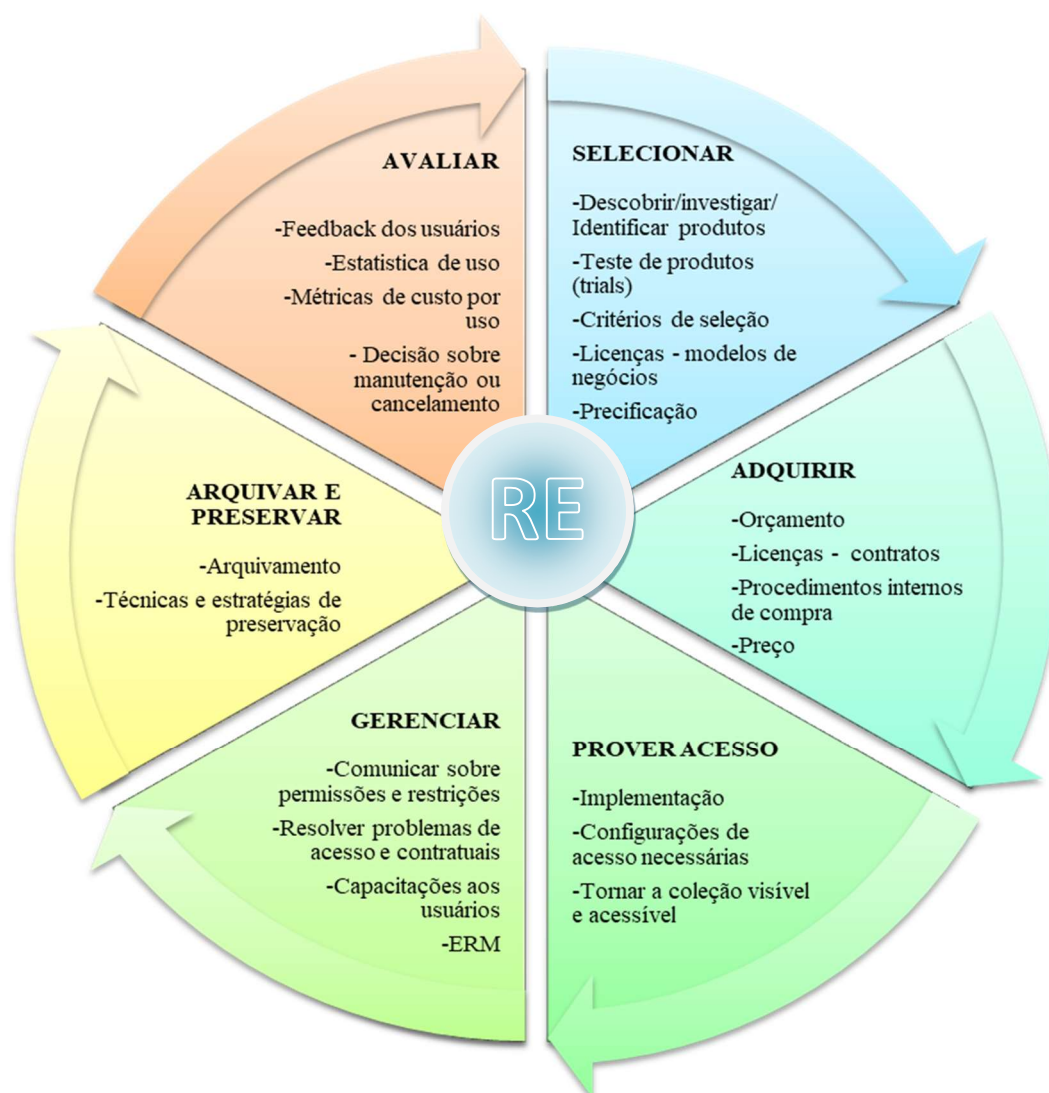 SELECIONAR
-Descobrir/investigar/
Identificar produtos
-Teste de produtos
(trials)
-Critérios de seleção
-Licenças - modelos de
negócios
-Precificação
ADQUIRIR
-Orçamento
-Licenças - contratos
-Procedimentos internos
de compra
-Preço
PROVER ACESSO
-Implementação
-Configurações de
acesso necessárias
-Tornar a coleção visível
e acessível
GERENCIAR
-Comunicar sobre
permissões e restrições
-Resolver problemas de
acesso e contratuais
-Capacitações aos
usuários
-ERM
ARQUIVAR E
PRESERVAR
-Arquivamento
-Técnicas e estratégias de
preservação
AVALIAR
-Feedback dos usuários
-Estatistica de uso
-Métricas de custo por
uso
- Decisão sobre
manutenção ou
cancelamento
RE